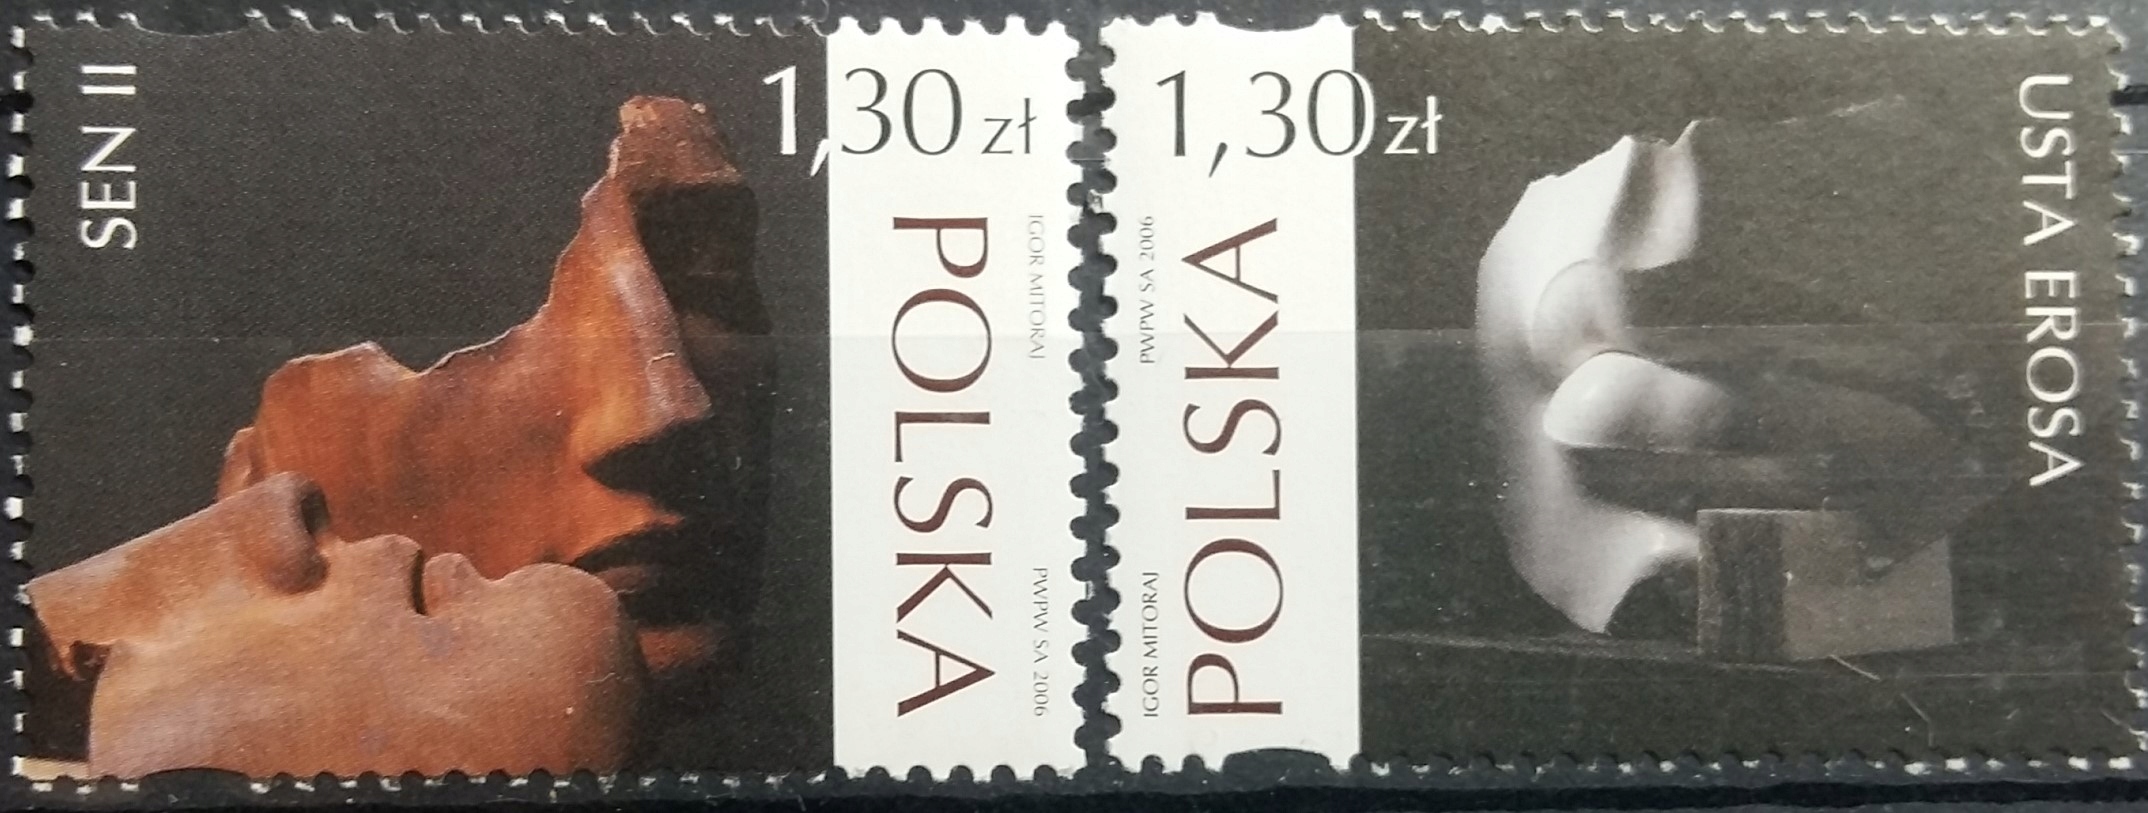 SEN II
1,30 zł
POLSKA
IGOR MITORAJ
PWPW SA 2006
1,30 zł
PWPW SA 2006
IGOR MITORAJ
POLSKA
USTA EROSA